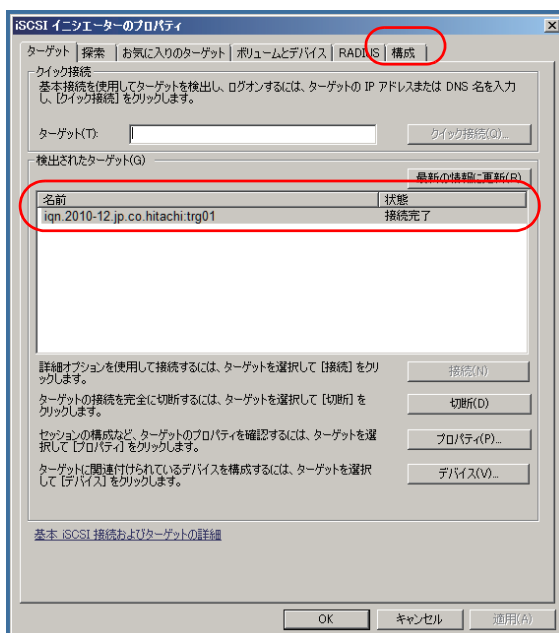 iSCSI イニシエーターのプロパティ
ターゲット 探索 お気に入りのターゲット ボリュームとデバイス RADIUS 構成
クイック接続
基本接続を使用してターゲットを検出し、ログオンするには、ターゲットの IP アドレスまたは DNS 名を入力
し、[クイック接続] をクリックします。
ターゲット(T): クイック接続(Q)...
検出されたターゲット(G)
最新の情報に更新(R)
名前 状態
iqn.2010-12.jp.co.hitachi:trg01 接続完了
詳細オプションを使用して接続するには、ターゲットを選択して [接続] をクリ
ックします。
接続(N)
ターゲットの接続を完全に切断するには、ターゲットを選択して [切断] を
クリックします。
切断(D)
セッションの構成など、ターゲットのプロパティを確認するには、ターゲットを選
択して [プロパティ] をクリックします。
プロパティ(P)...
ターゲットに関連付けられているデバイスを構成するには、ターゲットを選択
して [デバイス] をクリックします。
デバイス(V)...
基本 iSCSI 接続およびターゲットの詳細
OK キャンセル 適用(A)